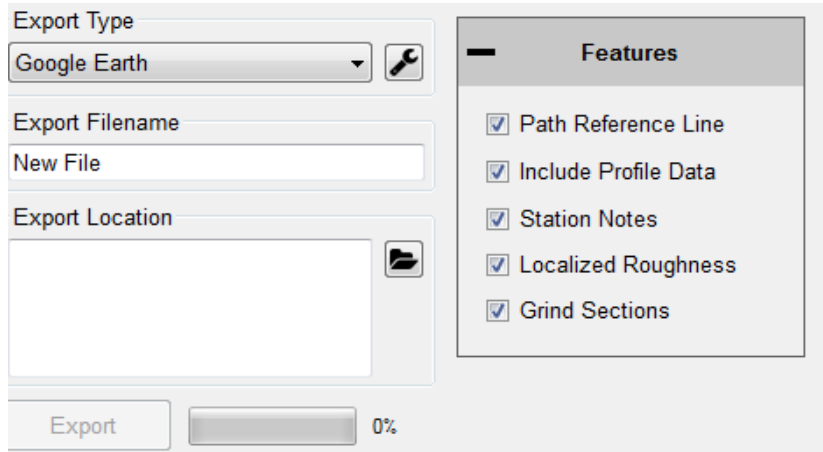 Export Type
Google Earth
Export Filename
New File
Export Location
Export
0%
Features
Path Reference Line
Include Profile Data
Station Notes
Localized Roughness
Grind Sections